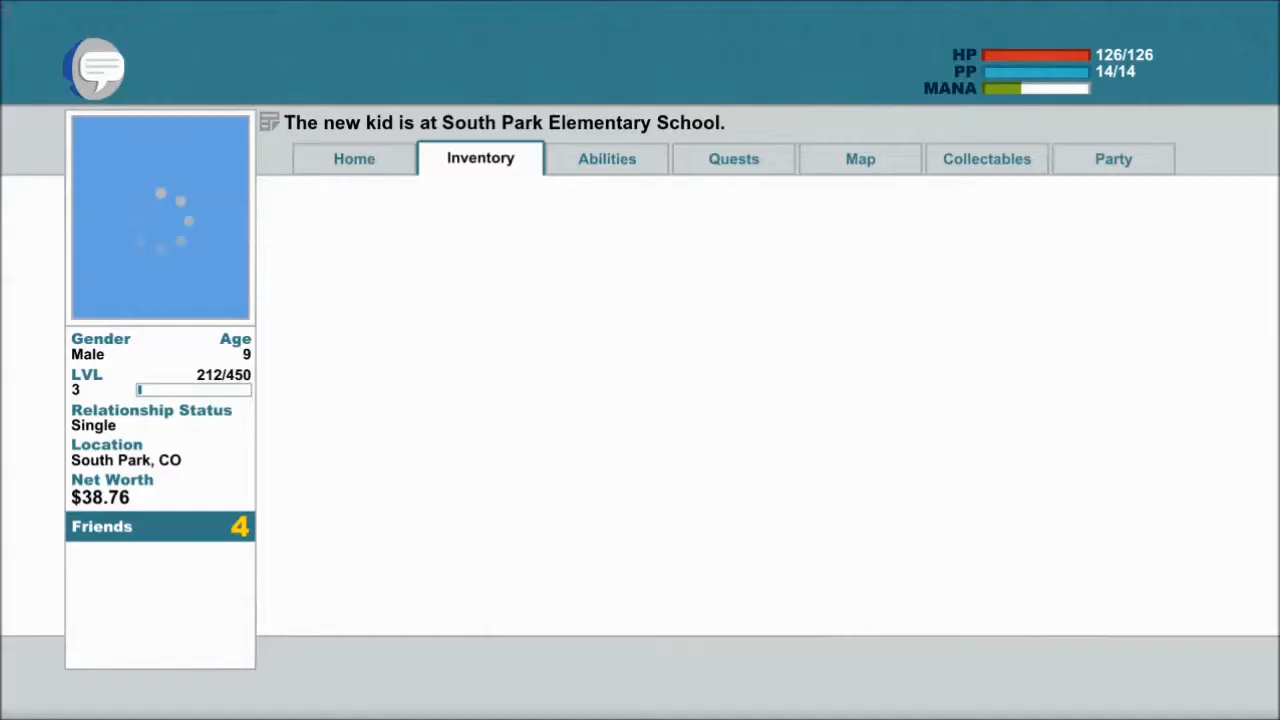 HP 126/126
PP 14/14
MANA
The new kid is at South Park Elementary School.
Home Inventory Abilities Quests Map Collectables Party
Gender Age
Male 9
LVL 212/450
3
Relationship Status
Single
Location
South Park, CO
Net Worth
$38.76
Friends 4